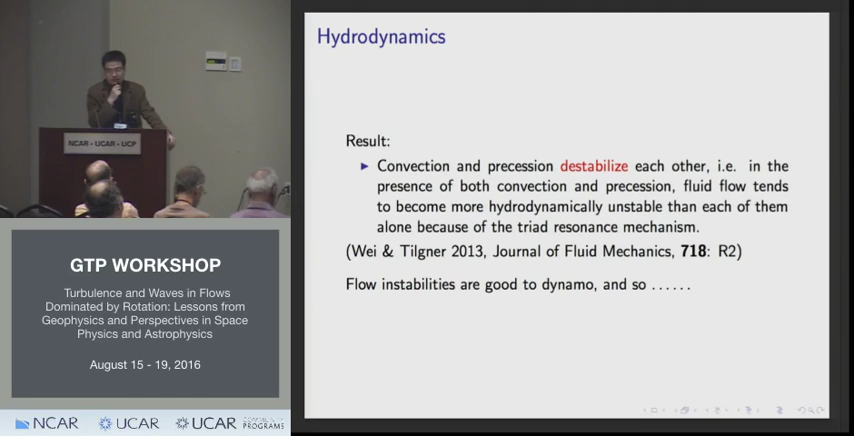 NCAR • UCAR • UCP
GTP WORKSHOP
Turbulence and Waves in Flows
Dominated by Rotation: Lessons from
Geophysics and Perspectives in Space
Physics and Astrophysics
August 15 - 19, 2016
NCAR
UCAR
UCAR
PROGRAMS
Hydrodynamics
Result:
Convection and precession destabilize each other, i.e. in the
presence of both convection and precession, fluid flow tends
to become more hydrodynamically unstable than each of them
alone because of the triad resonance mechanism.
(Wei & Tilgner 2013, Journal of Fluid Mechanics, 718: R2)
Flow instabilities are good to dynamo, and so ......